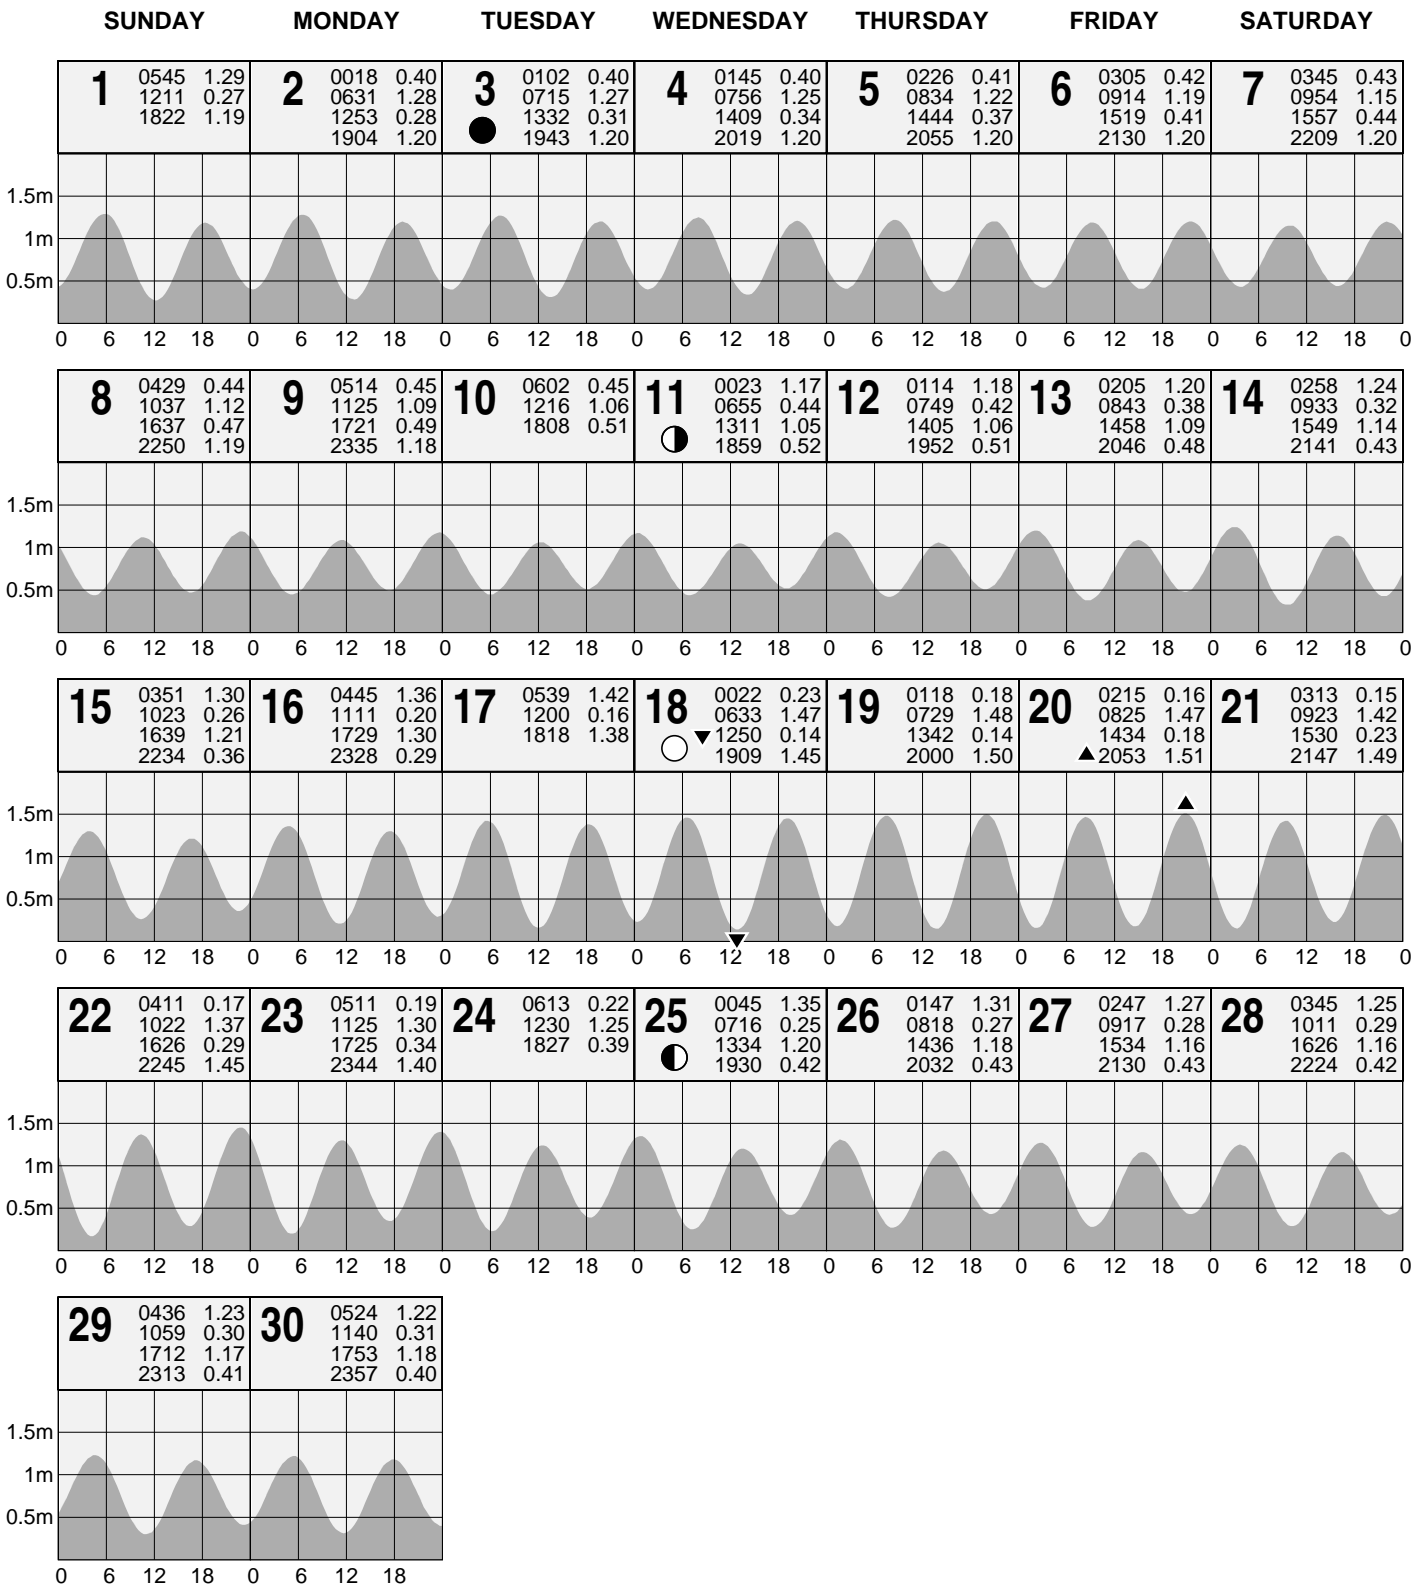 SUNDAY MONDAY TUESDAY WEDNESDAY THURSDAY FRIDAY SATURDAY
1 0545 1.29
1211 0.27
1822 1.19
2 0018 0.40
0631 1.28
1253 0.28
1904 1.20
3 0102 0.40
0715 1.27
1332 0.31
1943 1.20
4 0145 0.40
0756 1.25
1409 0.34
2019 1.20
5 0226 0.41
0834 1.22
1444 0.37
2055 1.20
6 0305 0.42
0914 1.19
1519 0.41
2130 1.20
7 0345 0.43
0954 1.15
1557 0.44
2209 1.20
1.5m
1m
0.5m
0 6 12 18 0 6 12 18 0 6 12 18 0 6 12 18 0 6 12 18 0 6 12 18 0 6 12 18 0
8 0429 0.44
1037 1.12
1637 0.47
2250 1.19
9 0514 0.45
1125 1.09
1721 0.49
2335 1.18
10 0602 0.45
1216 1.06
1808 0.51
11 0023 1.17
0655 0.44
1311 1.05
1859 0.52
12 0114 1.18
0749 0.42
1405 1.06
1952 0.51
13 0205 1.20
0843 0.38
1458 1.09
2046 0.48
14 0258 1.24
0933 0.32
1549 1.14
2141 0.43
1.5m
1m
0.5m
0 6 12 18 0 6 12 18 0 6 12 18 0 6 12 18 0 6 12 18 0 6 12 18 0 6 12 18 0
15 0351 1.30
1023 0.26
1639 1.21
2234 0.36
16 0445 1.36
1111 0.20
1729 1.30
2328 0.29
17 0539 1.42
1200 0.16
1818 1.38
18 0022 0.23
0633 1.47
1250 0.14
1909 1.45
19 0118 0.18
0729 1.48
1342 0.14
2000 1.50
20 0215 0.16
0825 1.47
1434 0.18
2053 1.51
21 0313 0.15
0923 1.42
1530 0.23
2147 1.49
1.5m
1m
0.5m
0 6 12 18 0 6 12 18 0 6 12 18 0 6 12 18 0 6 12 18 0 6 12 18 0 6 12 18 0
22 0411 0.17
1022 1.37
1626 0.29
2245 1.45
23 0511 0.19
1125 1.30
1725 0.34
2344 1.40
24 0613 0.22
1230 1.25
1827 0.39
25 0045 1.35
0716 0.25
1334 1.20
1930 0.42
26 0147 1.31
0818 0.27
1436 1.18
2032 0.43
27 0247 1.27
0917 0.28
1534 1.16
2130 0.43
28 0345 1.25
1011 0.29
1626 1.16
2224 0.42
1.5m
1m
0.5m
0 6 12 18 0 6 12 18 0 6 12 18 0 6 12 18 0 6 12 18 0 6 12 18 0 6 12 18 0
29 0436 1.23
1059 0.30
1712 1.17
2313 0.41
30 0524 1.22
1140 0.31
1753 1.18
2357 0.40
1.5m
1m
0.5m
0 6 12 18 0 6 12 18